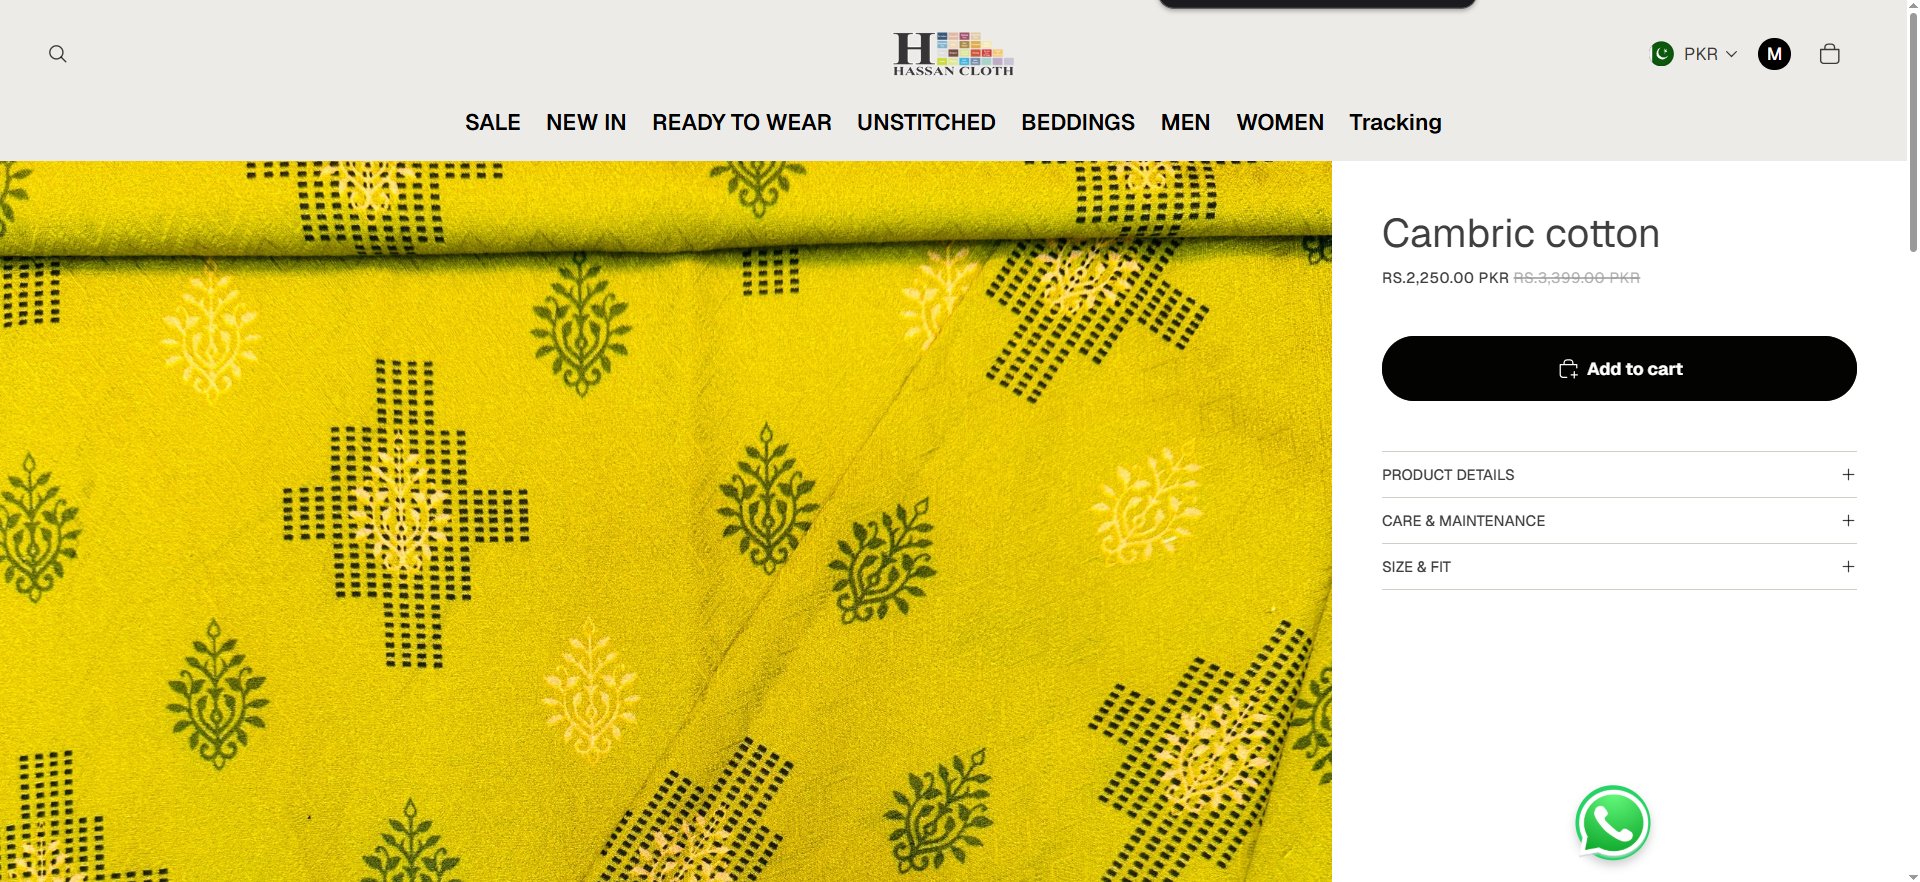 H
HASSAN CLOTH
PKR
M
SALE NEW IN READY TO WEAR UNSTITCHED BEDDINGS MEN WOMEN Tracking
Cambric cotton
RS.2,250.00 PKR RS.3,399.00 PKR
Add to cart
PRODUCT DETAILS
CARE & MAINTENANCE
SIZE & FIT